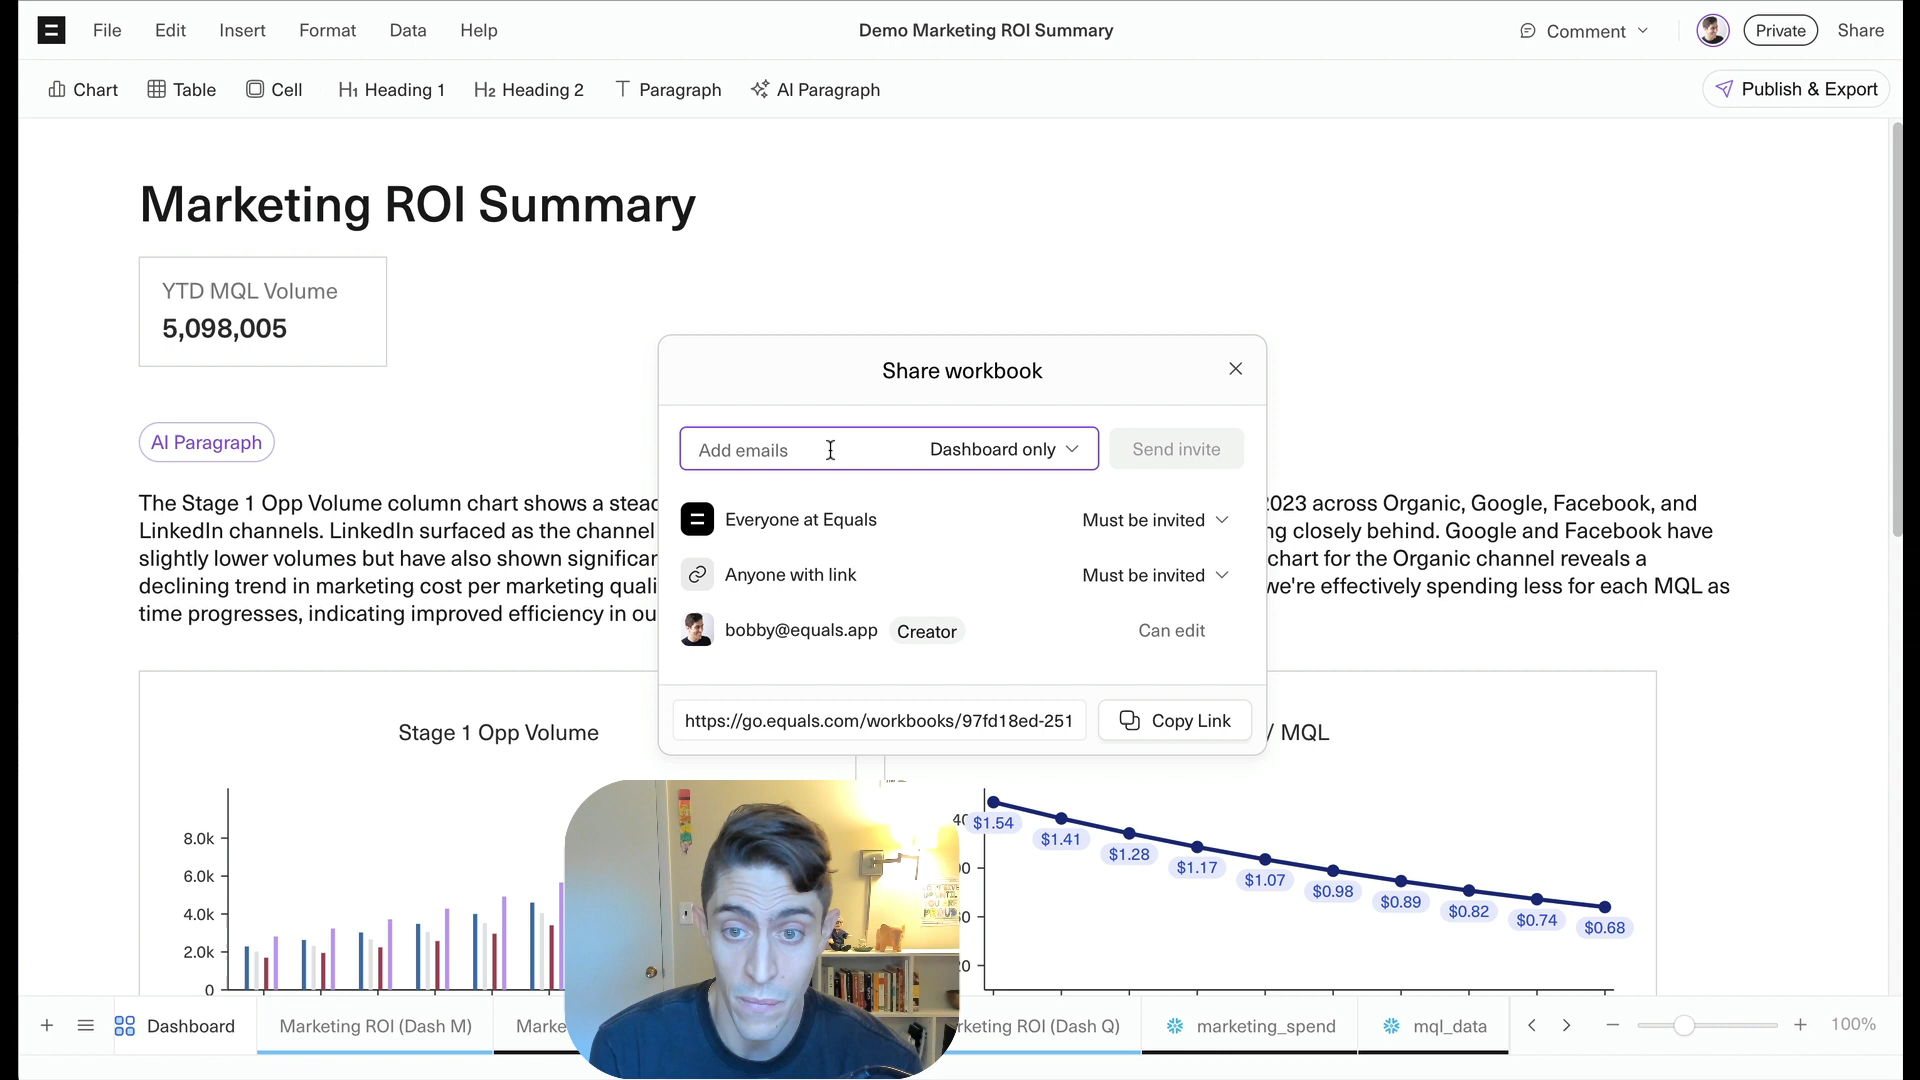 File Edit Insert Format Data Help
Demo Marketing ROI Summary
Comment
Private
Share
Chart Table Cell H1 Heading 1 H2 Heading 2 Paragraph AI Paragraph
Publish & Export
Marketing ROI Summary
YTD MQL Volume
5,098,005
AI Paragraph
The Stage 1 Opp Volume column chart shows a stead
LinkedIn channels. LinkedIn surfaced as the channel
slightly lower volumes but have also shown significan
declining trend in marketing cost per marketing quali
time progresses, indicating improved efficiency in ou
2023 across Organic, Google, Facebook, and
ng closely behind. Google and Facebook have
chart for the Organic channel reveals a
we're effectively spending less for each MQL as
Share workbook
Add emails
Dashboard only
Send invite
Everyone at Equals
Must be invited
Anyone with link
Must be invited
bobby@equals.app
Creator
Can edit
https://go.equals.com/workbooks/97fd18ed-251
Copy Link
Stage 1 Opp Volume
8.0k
6.0k
4.0k
2.0k
0
/ MQL
$1.54
$1.41
$1.28
$1.17
$1.07
$0.98
$0.89
$0.82
$0.74
$0.68
Dashboard
Marketing ROI (Dash M)
Marke
rketing ROI (Dash Q)
marketing_spend
mql_data
100%